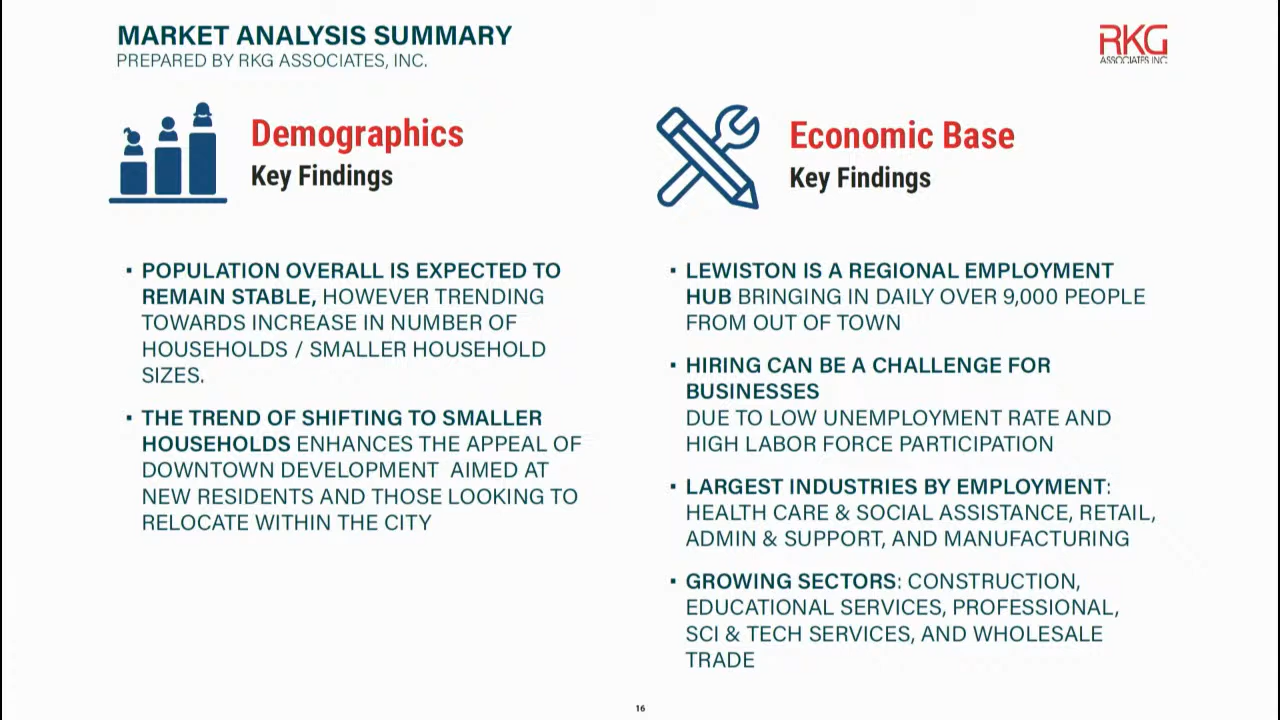 MARKET ANALYSIS SUMMARY
PREPARED BY RKG ASSOCIATES, INC.
RKG
ASSOCIATES INC
Demographics
Key Findings
▪ POPULATION OVERALL IS EXPECTED TO
REMAIN STABLE, HOWEVER TRENDING
TOWARDS INCREASE IN NUMBER OF
HOUSEHOLDS / SMALLER HOUSEHOLD
SIZES.
▪ THE TREND OF SHIFTING TO SMALLER
HOUSEHOLDS ENHANCES THE APPEAL OF
DOWNTOWN DEVELOPMENT  AIMED AT
NEW RESIDENTS AND THOSE LOOKING TO
RELOCATE WITHIN THE CITY
Economic Base
Key Findings
▪ LEWISTON IS A REGIONAL EMPLOYMENT
HUB BRINGING IN DAILY OVER 9,000 PEOPLE
FROM OUT OF TOWN
▪ HIRING CAN BE A CHALLENGE FOR
BUSINESSES
DUE TO LOW UNEMPLOYMENT RATE AND
HIGH LABOR FORCE PARTICIPATION
▪ LARGEST INDUSTRIES BY EMPLOYMENT:
HEALTH CARE & SOCIAL ASSISTANCE, RETAIL,
ADMIN & SUPPORT, AND MANUFACTURING
▪ GROWING SECTORS: CONSTRUCTION,
EDUCATIONAL SERVICES, PROFESSIONAL,
SCI & TECH SERVICES, AND WHOLESALE
TRADE
16